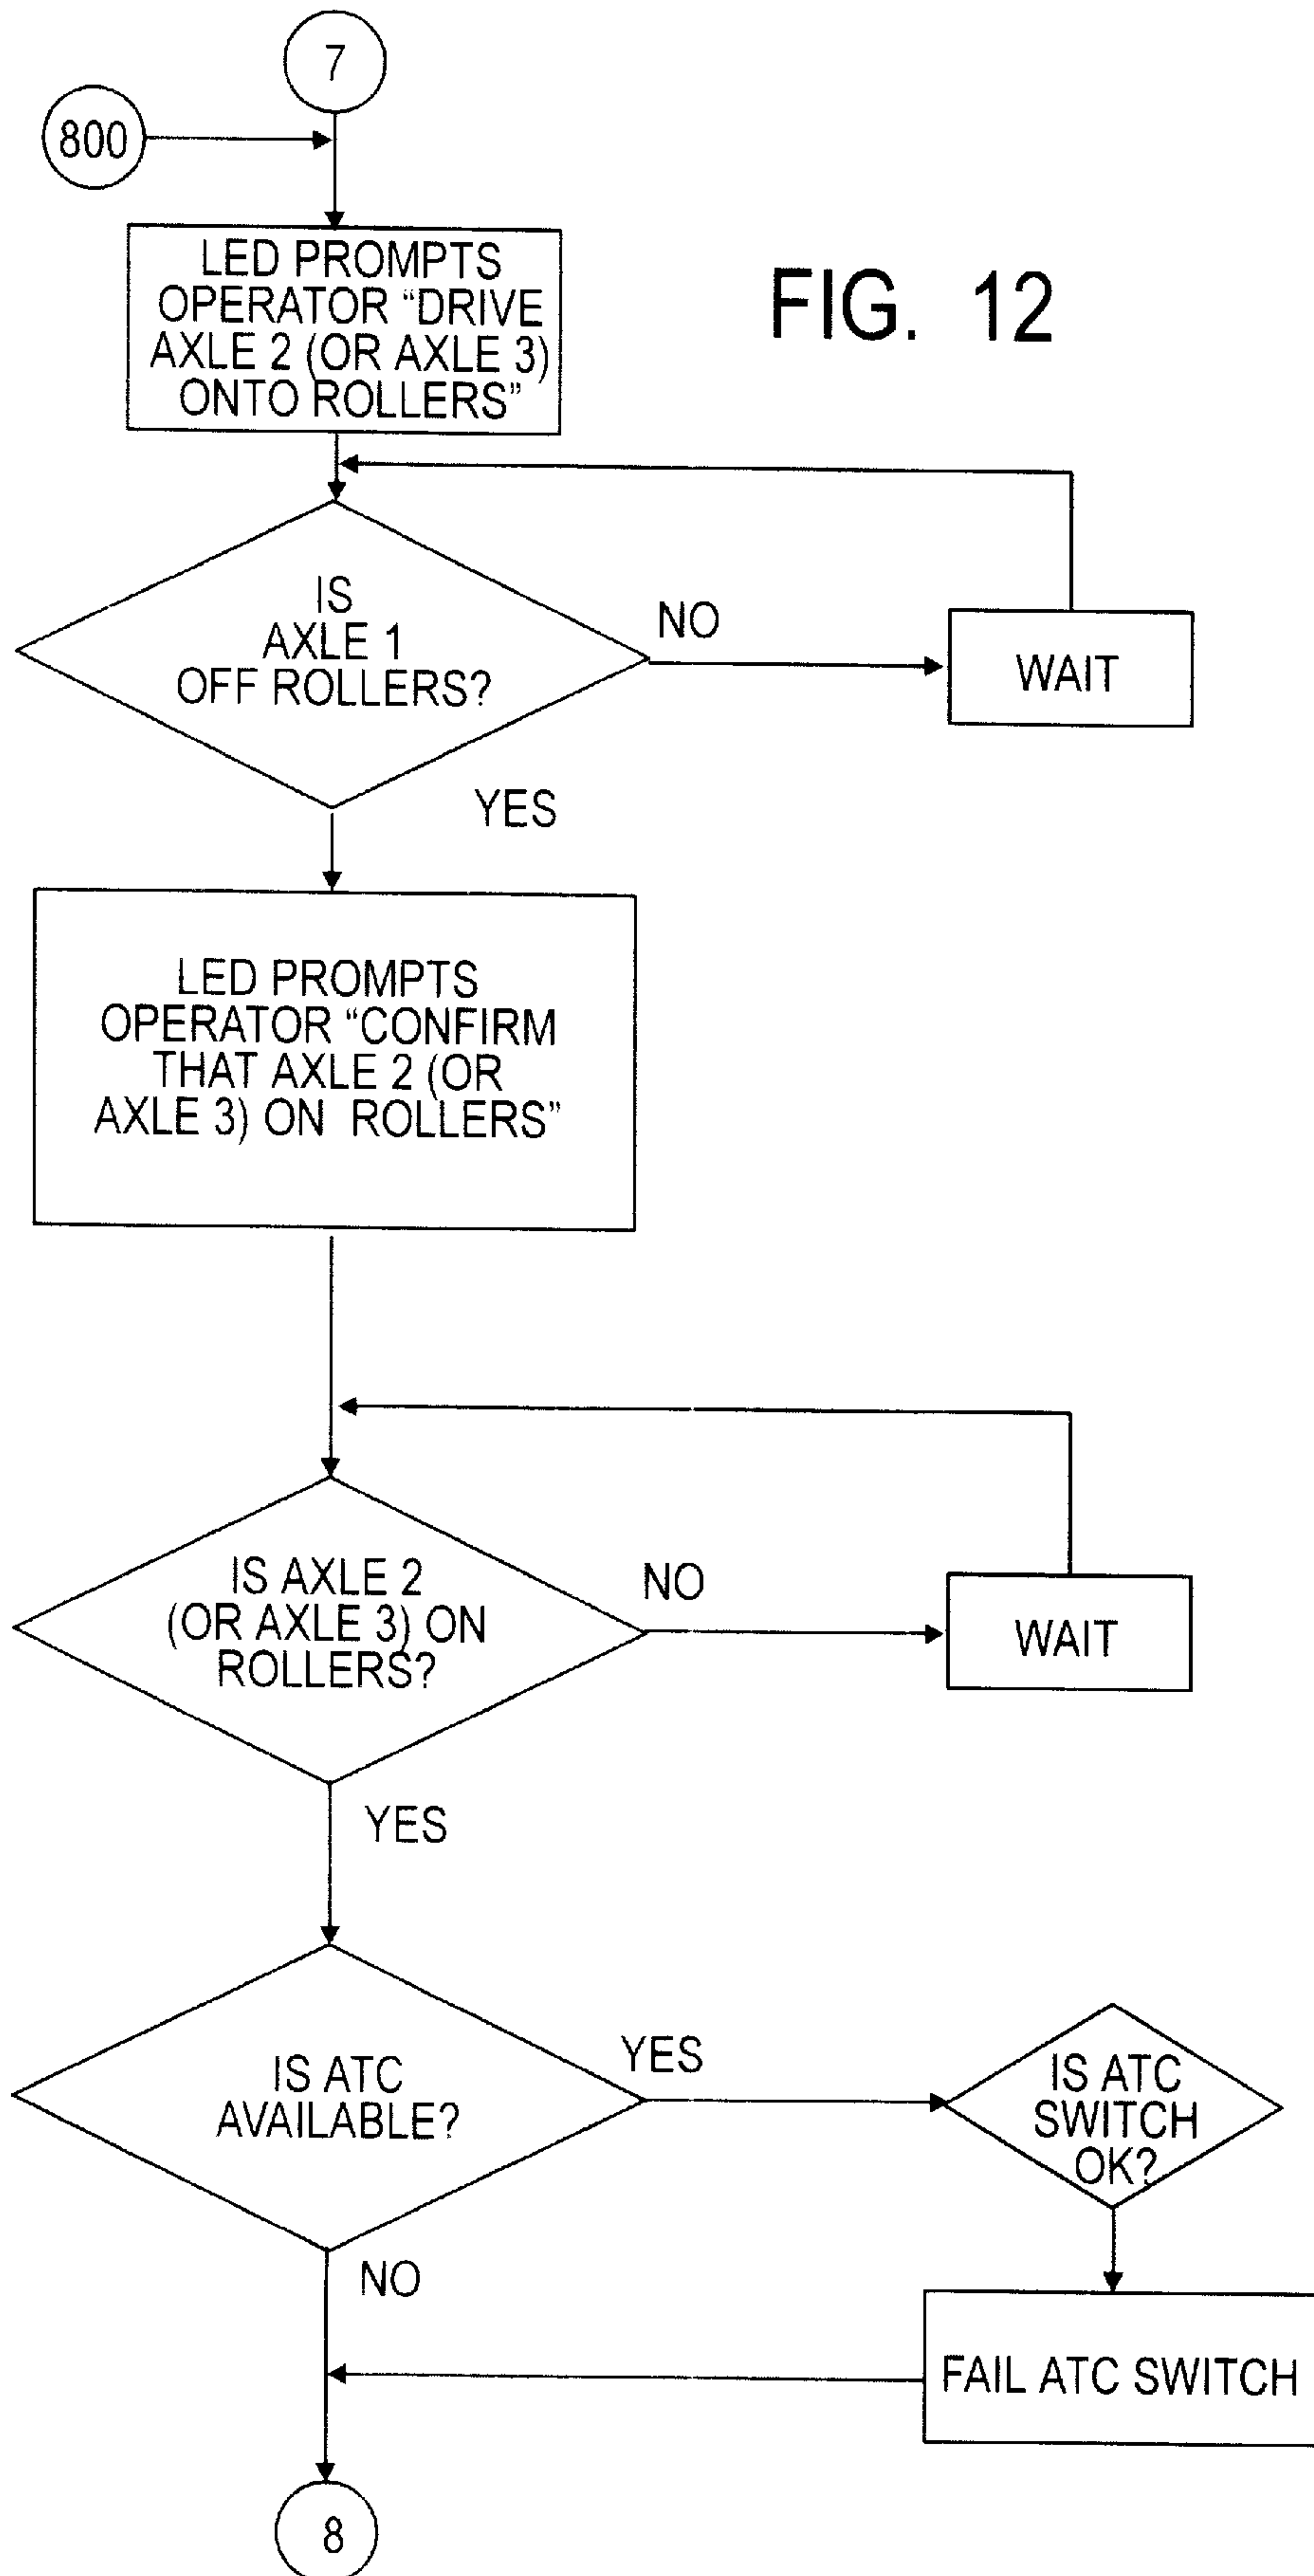 7
800
LED PROMPTS
OPERATOR “DRIVE
AXLE 2 (OR AXLE 3)
ONTO ROLLERS”
FIG. 12
IS
AXLE 1
OFF ROLLERS?
NO
WAIT
YES
LED PROMPTS
OPERATOR “CONFIRM
THAT AXLE 2 (OR
AXLE 3) ON ROLLERS”
IS AXLE 2
(OR AXLE 3) ON
ROLLERS?
NO
WAIT
YES
IS ATC
AVAILABLE?
YES
IS ATC
SWITCH
OK?
NO
FAIL ATC SWITCH
8